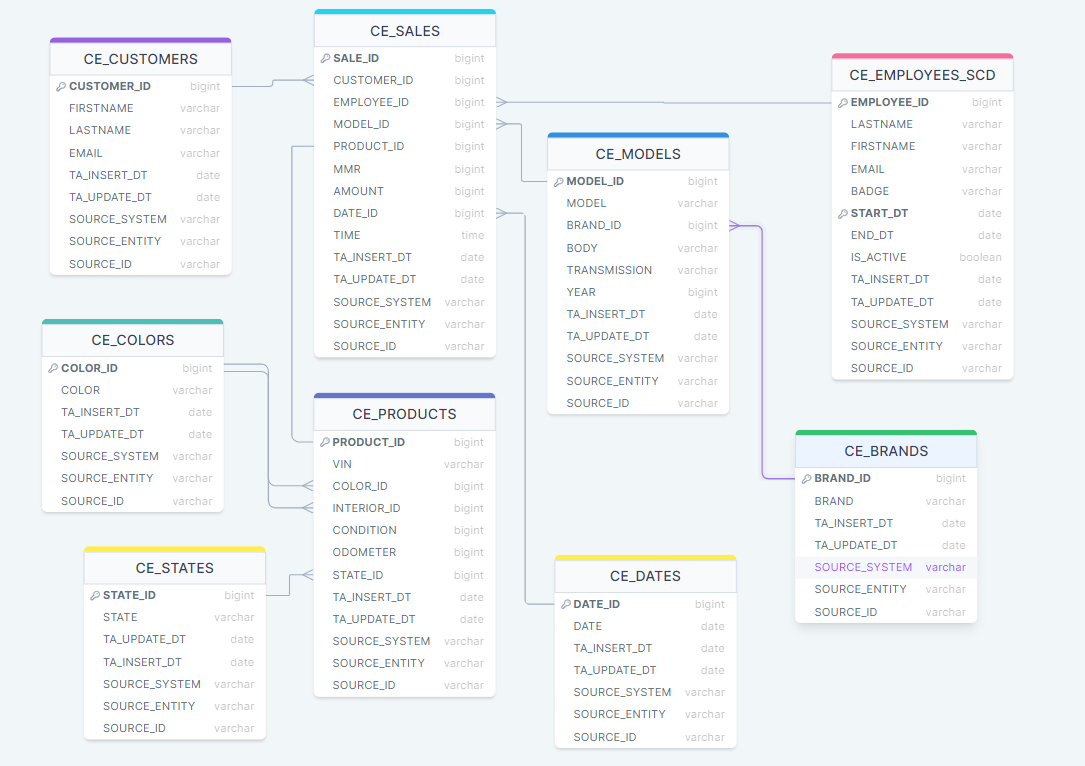 CE_CUSTOMERS
CUSTOMER_ID bigint
FIRSTNAME varchar
LASTNAME varchar
EMAIL varchar
TA_INSERT_DT date
TA_UPDATE_DT date
SOURCE_SYSTEM varchar
SOURCE_ENTITY varchar
SOURCE_ID varchar
CE_SALES
SALE_ID bigint
CUSTOMER_ID bigint
EMPLOYEE_ID bigint
MODEL_ID bigint
PRODUCT_ID bigint
MMR bigint
AMOUNT bigint
DATE_ID bigint
TIME time
TA_INSERT_DT date
TA_UPDATE_DT date
SOURCE_SYSTEM varchar
SOURCE_ENTITY varchar
SOURCE_ID varchar
CE_MODELS
MODEL_ID bigint
MODEL varchar
BRAND_ID bigint
BODY varchar
TRANSMISSION varchar
YEAR bigint
TA_INSERT_DT date
TA_UPDATE_DT date
SOURCE_SYSTEM varchar
SOURCE_ENTITY varchar
SOURCE_ID varchar
CE_EMPLOYEES_SCD
EMPLOYEE_ID bigint
LASTNAME varchar
FIRSTNAME varchar
EMAIL varchar
BADGE varchar
START_DT date
END_DT date
IS_ACTIVE boolean
TA_INSERT_DT date
TA_UPDATE_DT date
SOURCE_SYSTEM varchar
SOURCE_ENTITY varchar
SOURCE_ID varchar
CE_COLORS
COLOR_ID bigint
COLOR varchar
TA_INSERT_DT date
TA_UPDATE_DT date
SOURCE_SYSTEM varchar
SOURCE_ENTITY varchar
SOURCE_ID varchar
CE_PRODUCTS
PRODUCT_ID bigint
VIN varchar
COLOR_ID bigint
INTERIOR_ID bigint
CONDITION bigint
ODOMETER bigint
STATE_ID bigint
TA_INSERT_DT date
TA_UPDATE_DT date
SOURCE_SYSTEM varchar
SOURCE_ENTITY varchar
SOURCE_ID varchar
CE_BRANDS
BRAND_ID bigint
BRAND varchar
TA_INSERT_DT date
TA_UPDATE_DT date
SOURCE_SYSTEM varchar
SOURCE_ENTITY varchar
SOURCE_ID varchar
CE_STATES
STATE_ID bigint
STATE varchar
TA_UPDATE_DT date
TA_INSERT_DT date
SOURCE_SYSTEM varchar
SOURCE_ENTITY varchar
SOURCE_ID varchar
CE_DATES
DATE_ID bigint
DATE date
TA_INSERT_DT date
TA_UPDATE_DT date
SOURCE_SYSTEM varchar
SOURCE_ENTITY varchar
SOURCE_ID varchar